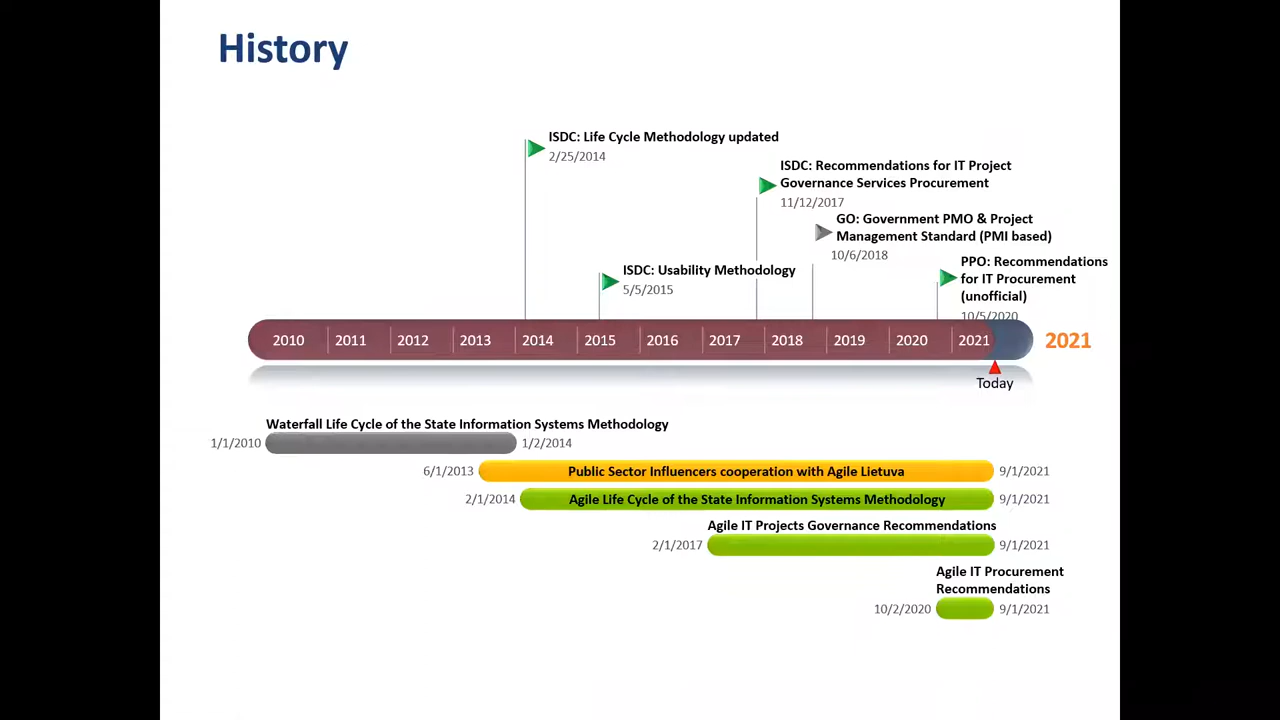 History
ISDC: Life Cycle Methodology updated
2/25/2014
ISDC: Recommendations for IT Project
Governance Services Procurement
11/12/2017
GO: Government PMO & Project
Management Standard (PMI based)
10/6/2018
PPO: Recommendations
for IT Procurement
(unofficial)
10/5/2020
ISDC: Usability Methodology
5/5/2015
2010 2011 2012 2013 2014 2015 2016 2017 2018 2019 2020 2021 2021
Today
Waterfall Life Cycle of the State Information Systems Methodology
1/1/2010 1/2/2014
6/1/2013 Public Sector Influencers cooperation with Agile Lietuva 9/1/2021
2/1/2014 Agile Life Cycle of the State Information Systems Methodology 9/1/2021
Agile IT Projects Governance Recommendations
2/1/2017 9/1/2021
Agile IT Procurement
Recommendations
10/2/2020 9/1/2021